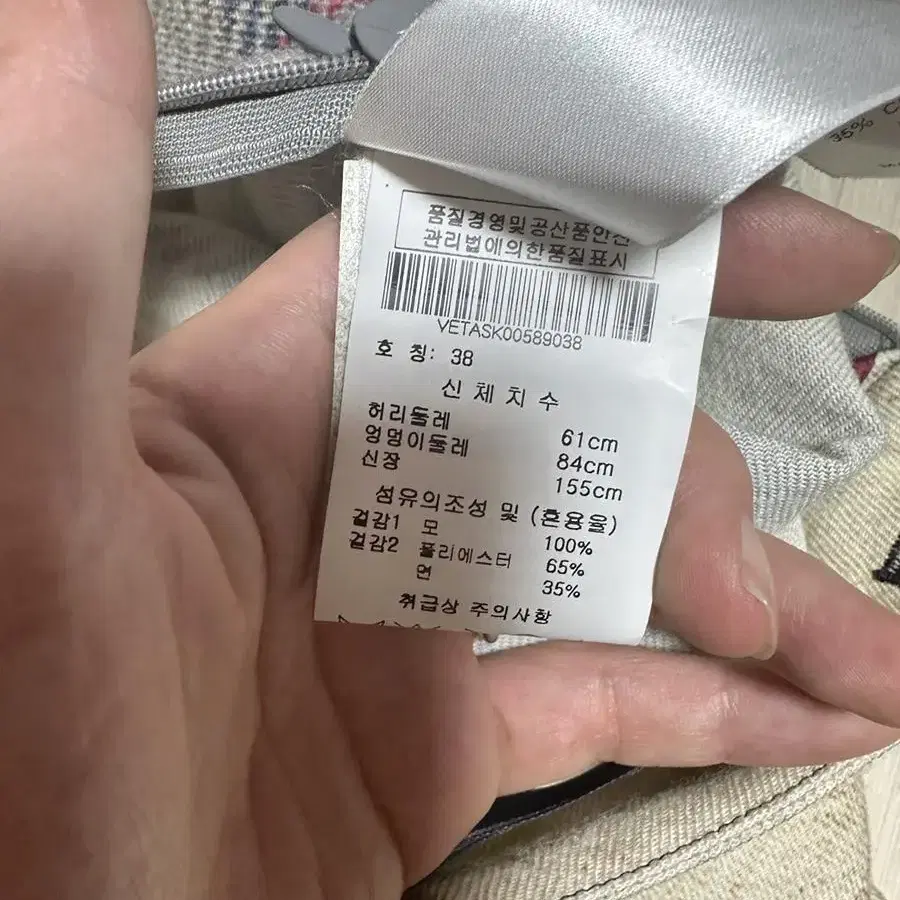 품질경영및공산품안전
관리법에의한품질표시
VETASK00589038
호 칭: 38
신 체 치 수
허리둘레 61cm
엉덩이둘레 84cm
신장 155cm
섬유의조성 및 (혼용율)
겉감1 모 100%
겉감2 폴리에스터 65%
면 35%
취급상 주의사항
35%